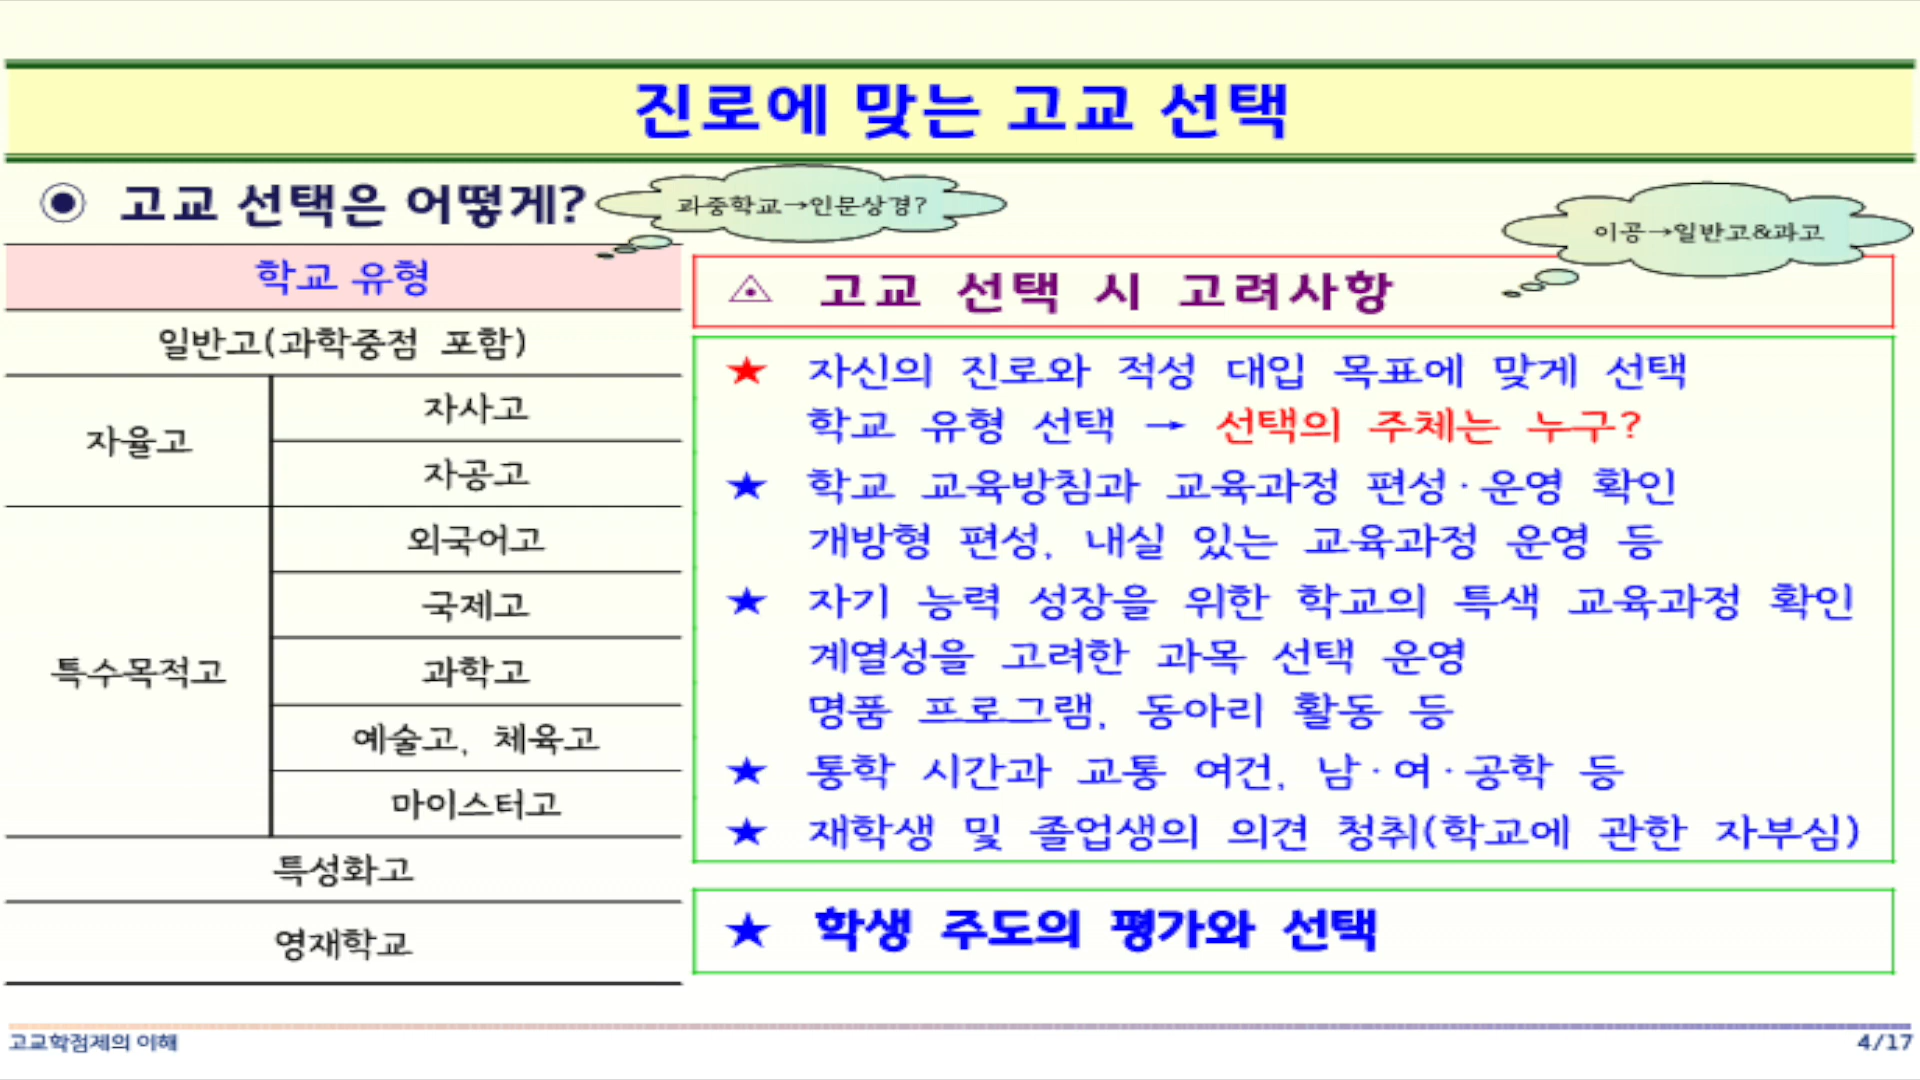 진로에 맞는 고교 선택
고교 선택은 어떻게?
과중학교→인문상경?
이공→일반고&과고
학교 유형
일반고(과학중점 포함)
자율고
자사고
자공고
특수목적고
외국어고
국제고
과학고
예술고, 체육고
마이스터고
특성화고
영재학교
고교 선택 시 고려사항
★ 자신의 진로와 적성 대입 목표에 맞게 선택
학교 유형 선택 → 선택의 주체는 누구?
★ 학교 교육방침과 교육과정 편성·운영 확인
개방형 편성, 내실 있는 교육과정 운영 등
★ 자기 능력 성장을 위한 학교의 특색 교육과정 확인
계열성을 고려한 과목 선택 운영
명품 프로그램, 동아리 활동 등
★ 통학 시간과 교통 여건, 남·여·공학 등
★ 재학생 및 졸업생의 의견 청취(학교에 관한 자부심)
★ 학생 주도의 평가와 선택
고교학점제의 이해
4/17